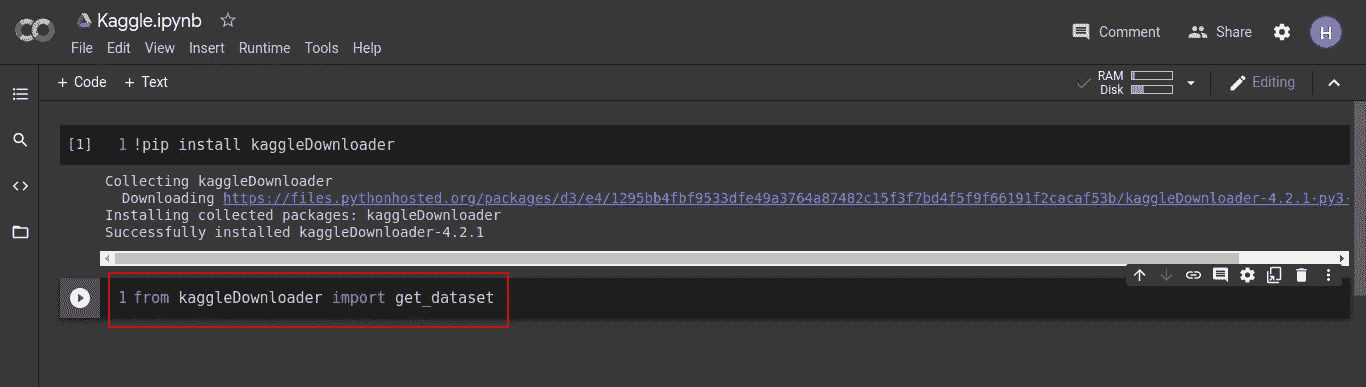 Kaggle.ipynb
File Edit View Insert Runtime Tools Help
Comment Share H
+ Code + Text
RAM
Disk
Editing
[1] 1 !pip install kaggleDownloader
Collecting kaggleDownloader
Downloading https://files.pythonhosted.org/packages/d3/e4/1295bb4fbf9533dfe49a3764a87482c15f3f7bd4f5f9f66191f2cacaf53b/kaggleDownloader-4.2.1-py3-
Installing collected packages: kaggleDownloader
Successfully installed kaggleDownloader-4.2.1
1 from kaggleDownloader import get_dataset